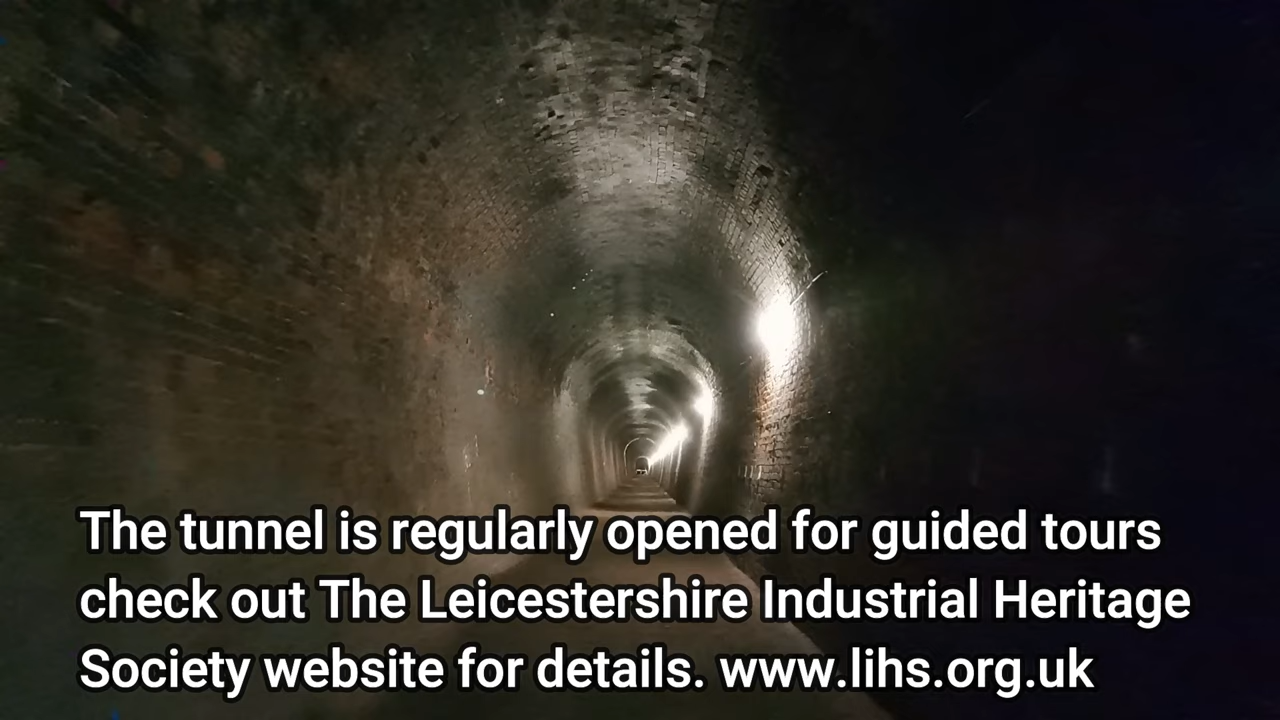 The tunnel is regularly opened for guided tours
check out The Leicestershire Industrial Heritage
Society website for details. www.lihs.org.uk